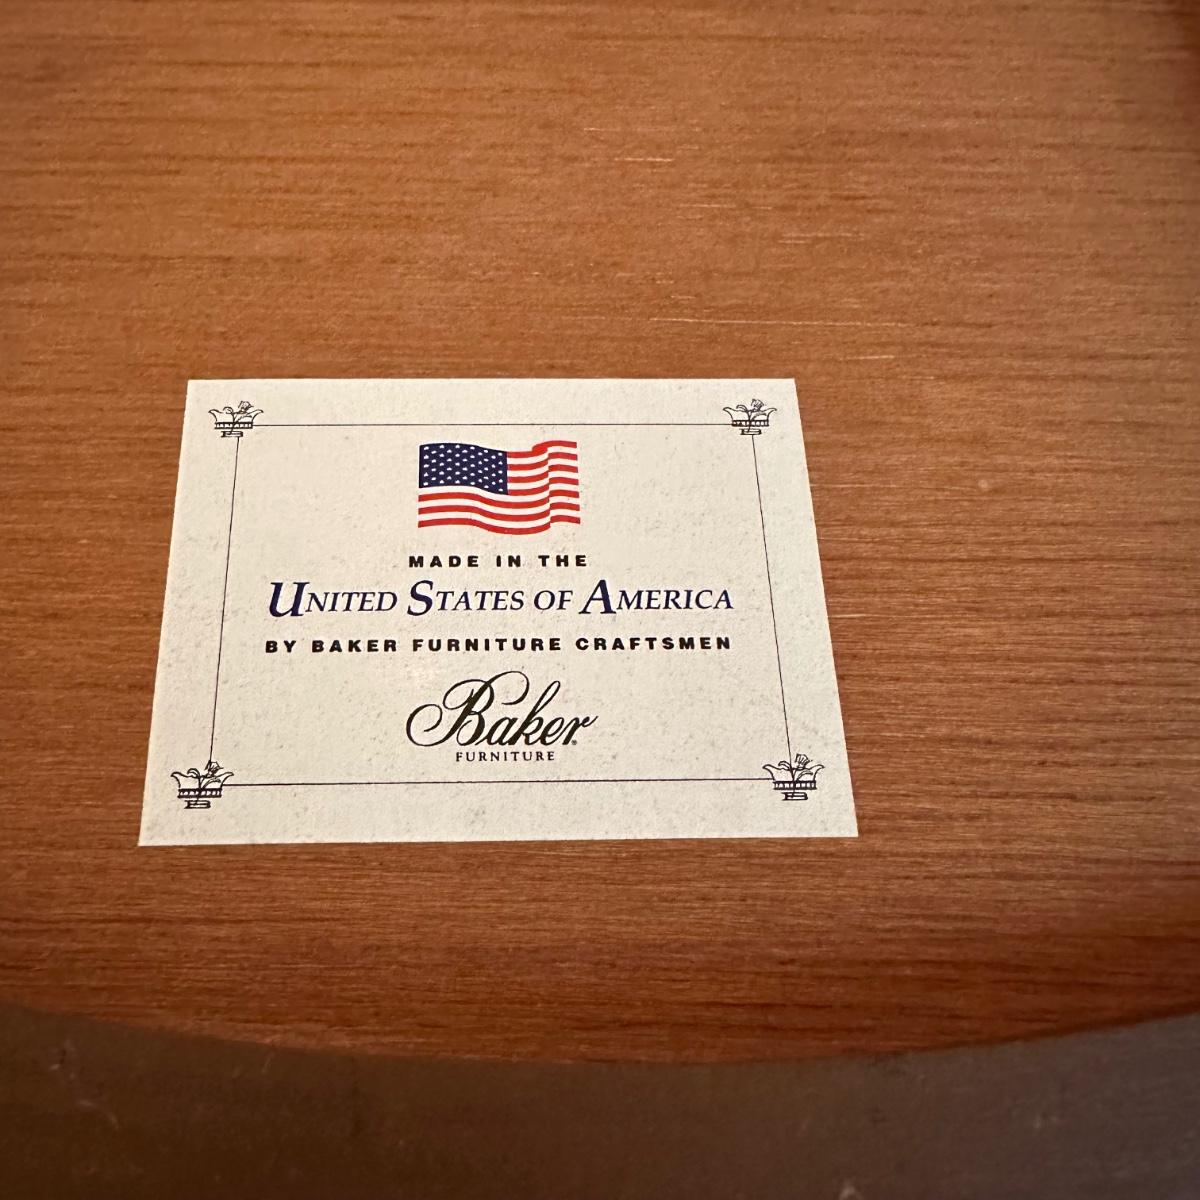 MADE IN THE
UNITED STATES OF AMERICA
BY BAKER FURNITURE CRAFTSMEN
Baker
FURNITURE